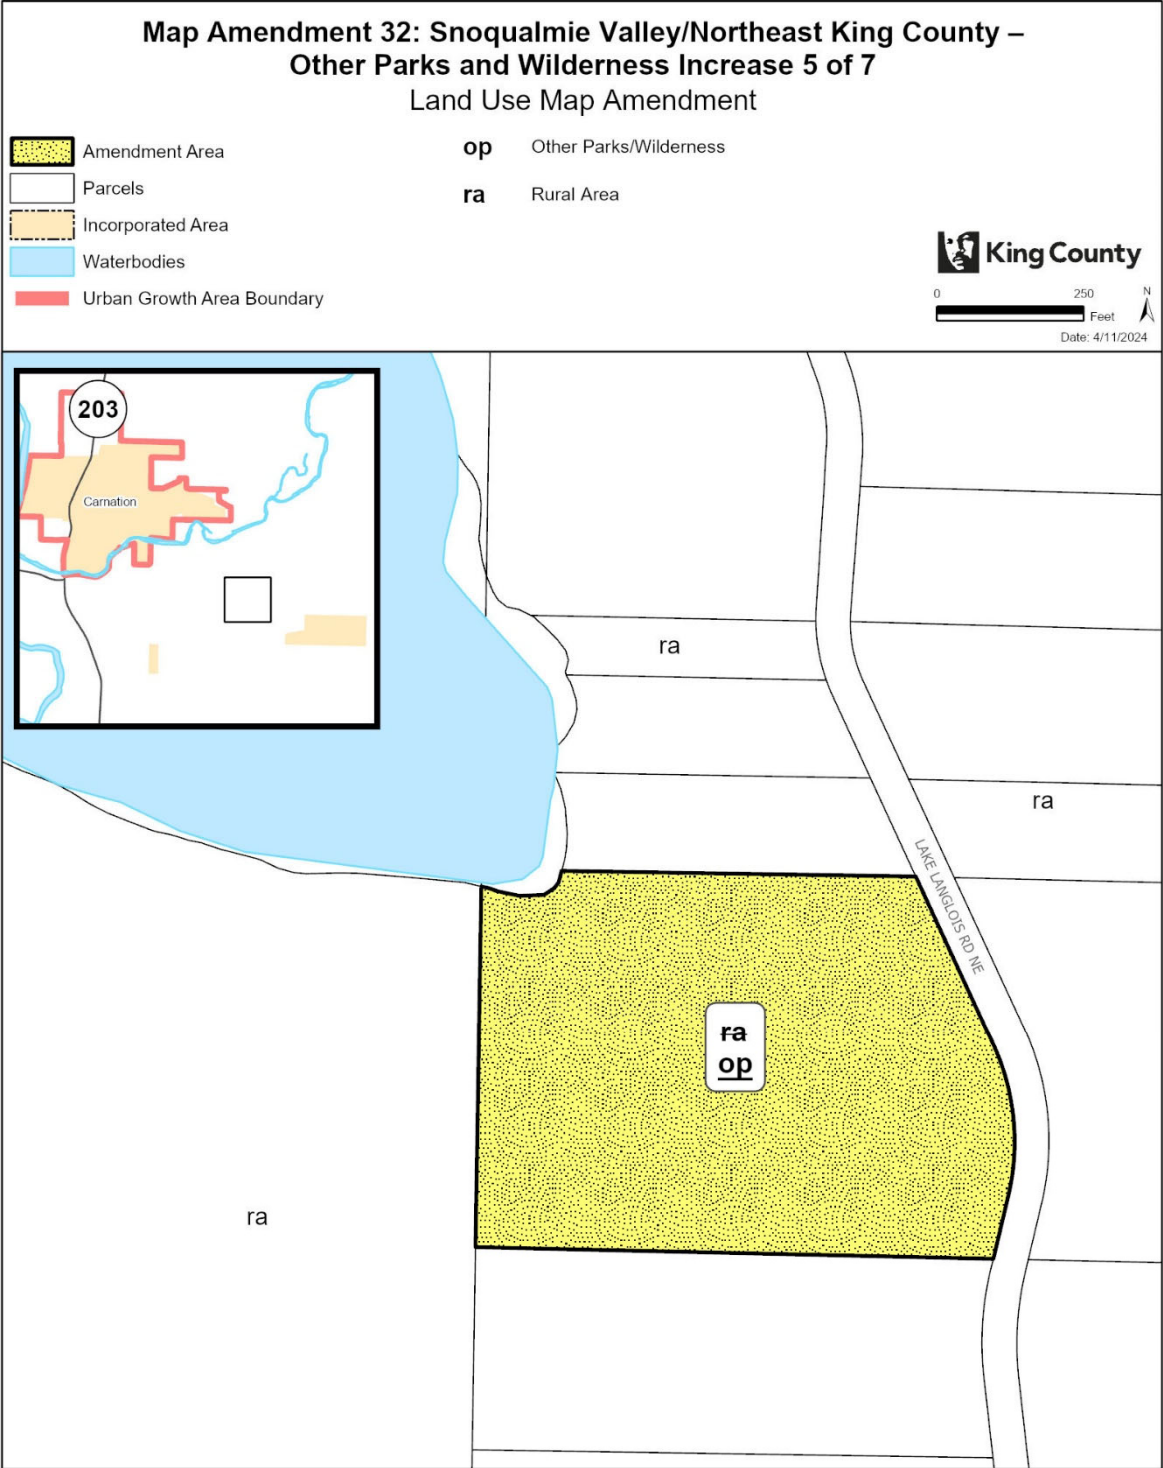 Map Amendment 32: Snoqualmie Valley/Northeast King County –
Other Parks and Wilderness Increase 5 of 7
Land Use Map Amendment
Amendment Area
Parcels
Incorporated Area
Waterbodies
Urban Growth Area Boundary
op Other Parks/Wilderness
ra Rural Area
King County
0 250
Feet
N
Date: 4/11/2024
203
Carnation
ra
ra
LAKE LANGLOIS RD NE
ra
op
ra